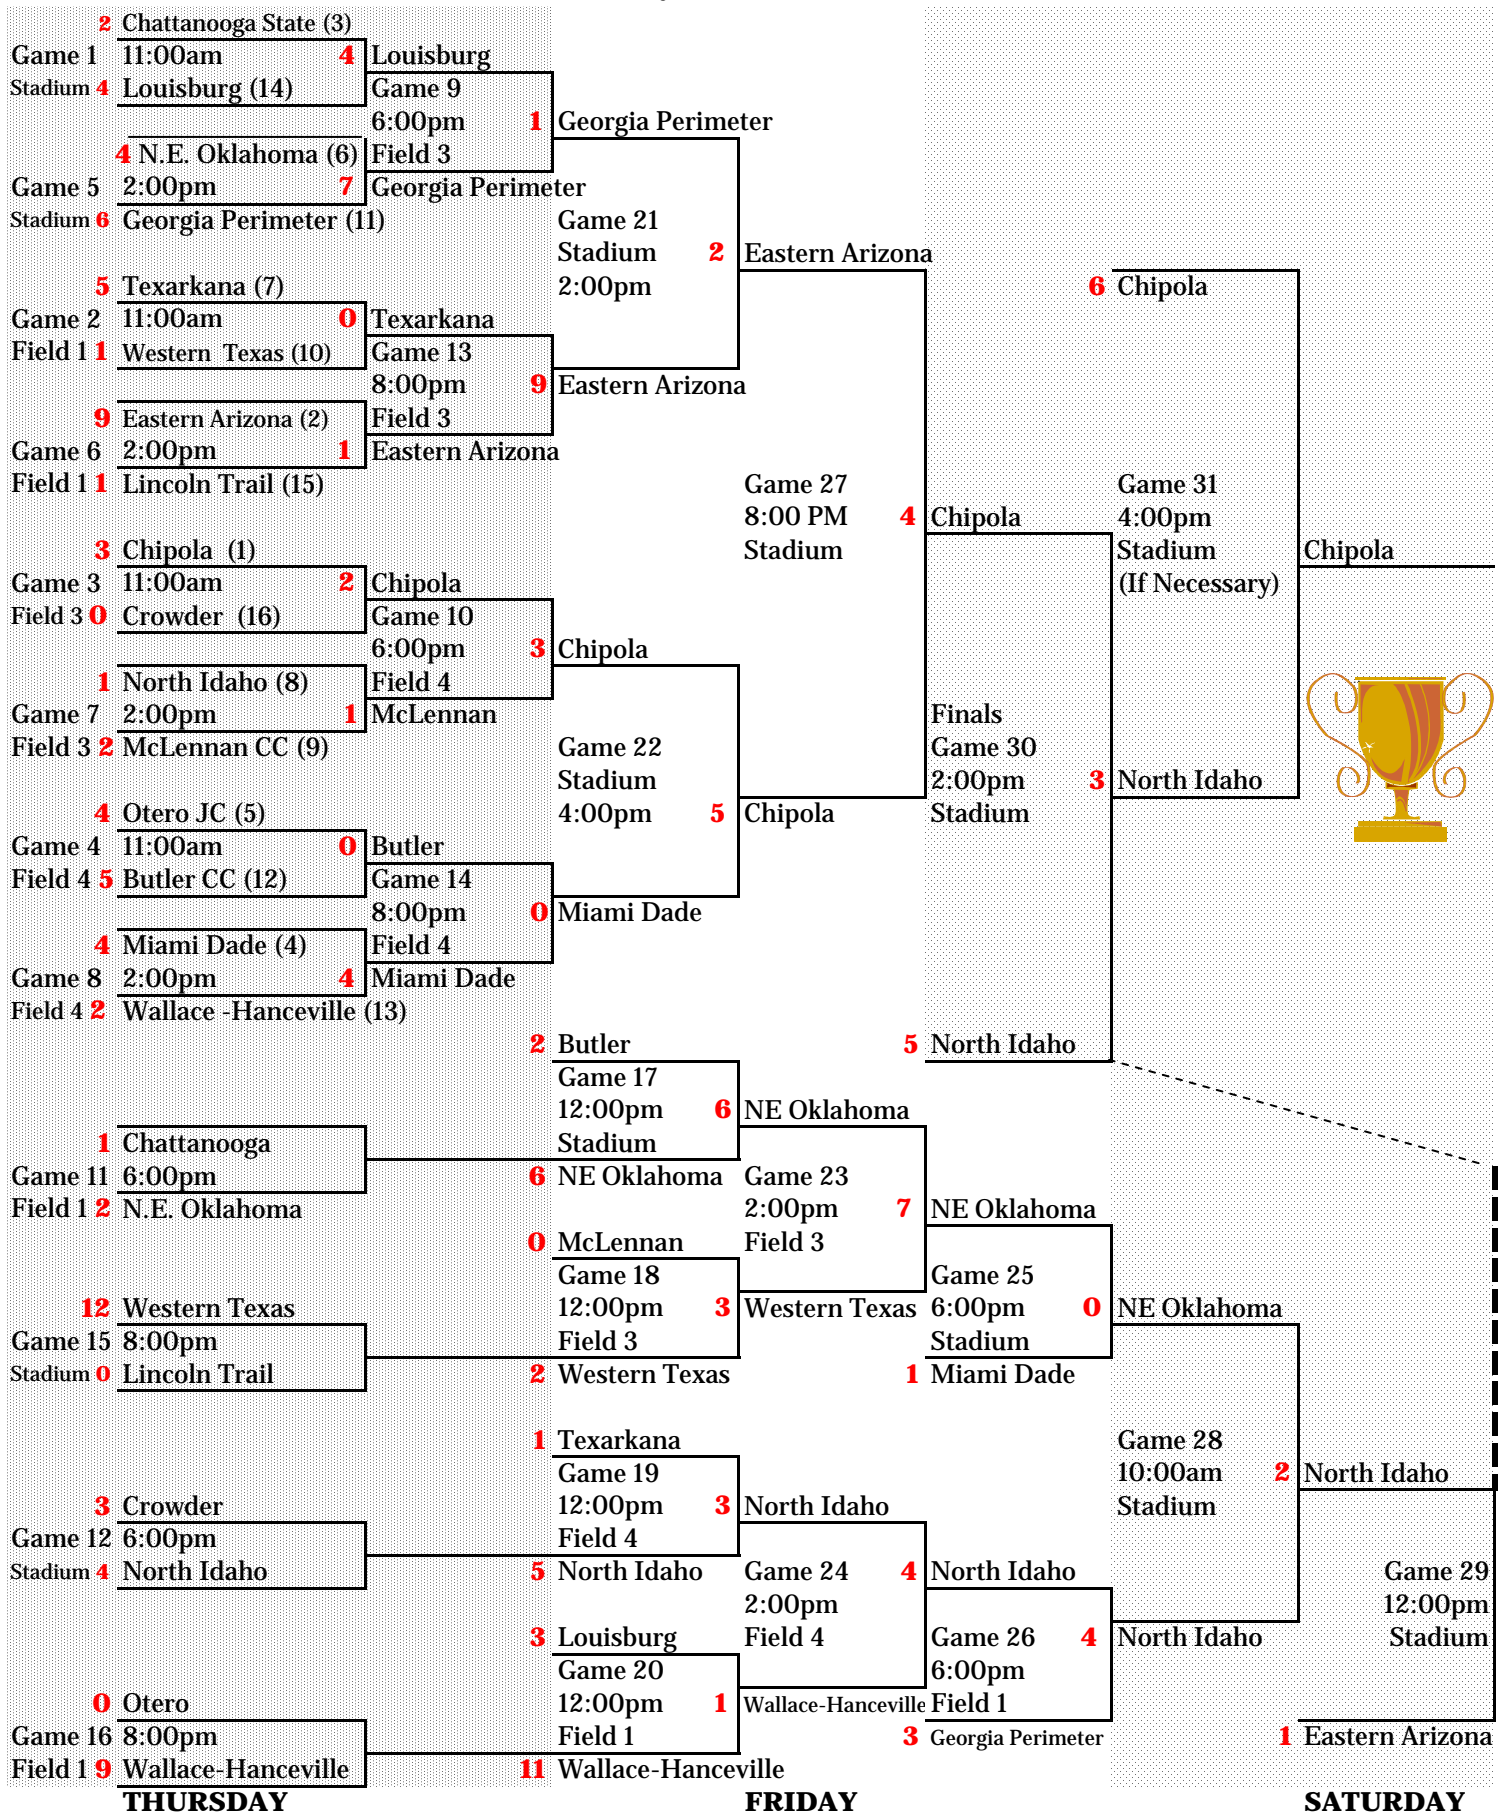 2 Chattanooga State (3)
Game 1 11:00am 4 Louisburg
Stadium 4 Louisburg (14) Game 9
6:00pm 1 Georgia Perimeter
4 N.E. Oklahoma (6) Field 3
Game 5 2:00pm 7 Georgia Perimeter
Stadium 6 Georgia Perimeter (11) Game 21
Stadium 2 Eastern Arizona
5 Texarkana (7) 2:00pm 6 Chipola
Game 2 11:00am 0 Texarkana
Field 1 1 Western Texas (10) Game 13
8:00pm 9 Eastern Arizona
9 Eastern Arizona (2) Field 3
Game 6 2:00pm 1 Eastern Arizona
Field 1 1 Lincoln Trail (15) Game 27 Game 31
8:00 PM 4 Chipola 4:00pm
3 Chipola (1) Stadium Stadium Chipola
Game 3 11:00am 2 Chipola (If Necessary)
Field 3 0 Crowder (16) Game 10
6:00pm 3 Chipola
1 North Idaho (8) Field 4
Game 7 2:00pm 1 McLennan Finals
Field 3 2 McLennan CC (9) Game 22 Game 30
Stadium 2:00pm 3 North Idaho
4 Otero JC (5) 4:00pm 5 Chipola Stadium
Game 4 11:00am 0 Butler
Field 4 5 Butler CC (12) Game 14
8:00pm 0 Miami Dade
4 Miami Dade (4) Field 4
Game 8 2:00pm 4 Miami Dade
Field 4 2 Wallace -Hanceville (13)
2 Butler 5 North Idaho
Game 17
12:00pm 6 NE Oklahoma
1 Chattanooga Stadium
Game 11 6:00pm 6 NE Oklahoma Game 23
Field 1 2 N.E. Oklahoma 2:00pm 7 NE Oklahoma
0 McLennan Field 3
Game 18 Game 25
12 Western Texas 12:00pm 3 Western Texas 6:00pm 0 NE Oklahoma
Game 15 8:00pm Field 3 Stadium
Stadium 0 Lincoln Trail 2 Western Texas 1 Miami Dade
1 Texarkana Game 28
Game 19 10:00am 2 North Idaho
3 Crowder 12:00pm 3 North Idaho Stadium
Game 12 6:00pm Field 4
Stadium 4 North Idaho 5 North Idaho Game 24 4 North Idaho Game 29
2:00pm 12:00pm
3 Louisburg Field 4 Game 26 4 North Idaho Stadium
Game 20 6:00pm
0 Otero 12:00pm 1 Wallace-Hanceville Field 1
Game 16 8:00pm Field 1 3 Georgia Perimeter 1 Eastern Arizona
Field 1 9 Wallace-Hanceville 11 Wallace-Hanceville
THURSDAY FRIDAY SATURDAY